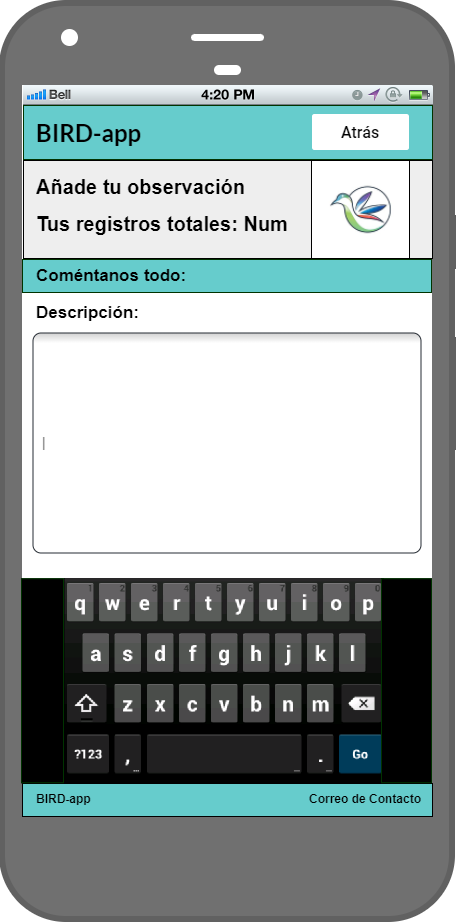 Bell 4:20 PM
BIRD-app Atrás
Añade tu observación
Tus registros totales: Num
Coméntanos todo:
Descripción:
1 2 3 4 5 6 7 8 9 0
q w e r t y u i o p
a s d f g h j k l
z x c v b n m
?123 , . Go
BIRD-app Correo de Contacto